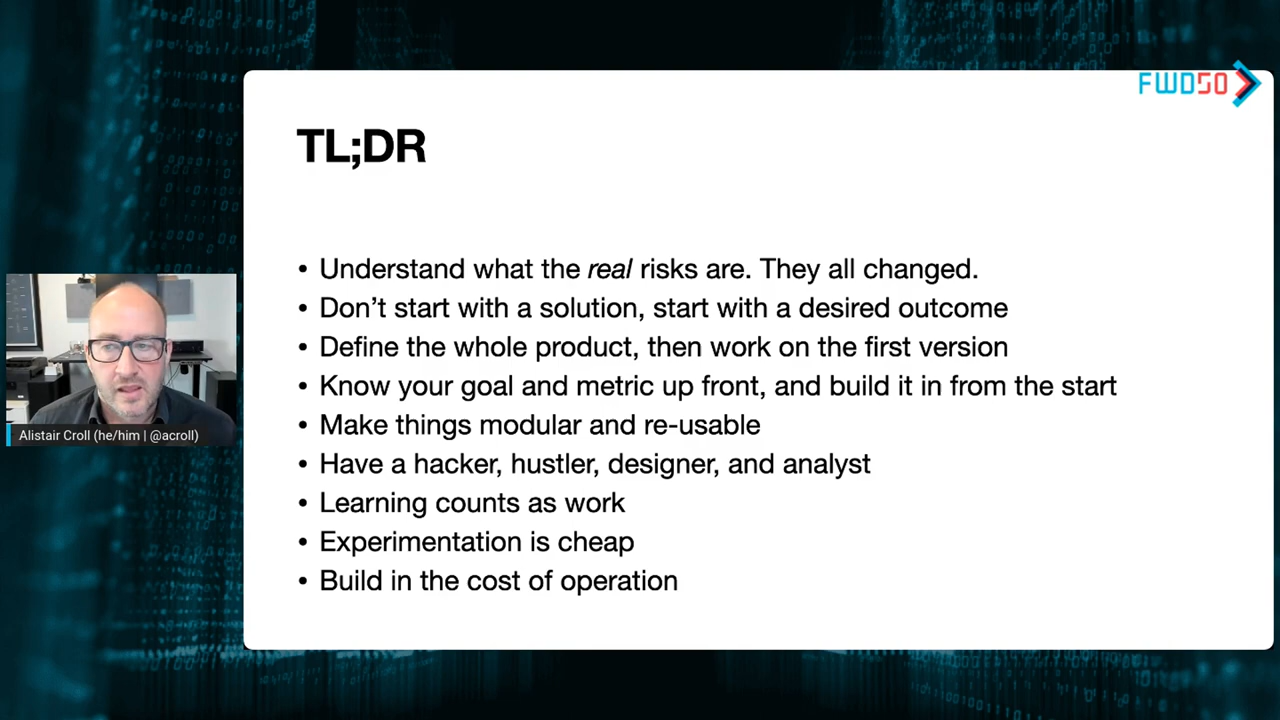 FWD50
TL;DR
• Understand what the real risks are. They all changed.
• Don’t start with a solution, start with a desired outcome
• Define the whole product, then work on the first version
• Know your goal and metric up front, and build it in from the start
• Make things modular and re-usable
• Have a hacker, hustler, designer, and analyst
• Learning counts as work
• Experimentation is cheap
• Build in the cost of operation
Alistair Croll (he/him | @acroll)